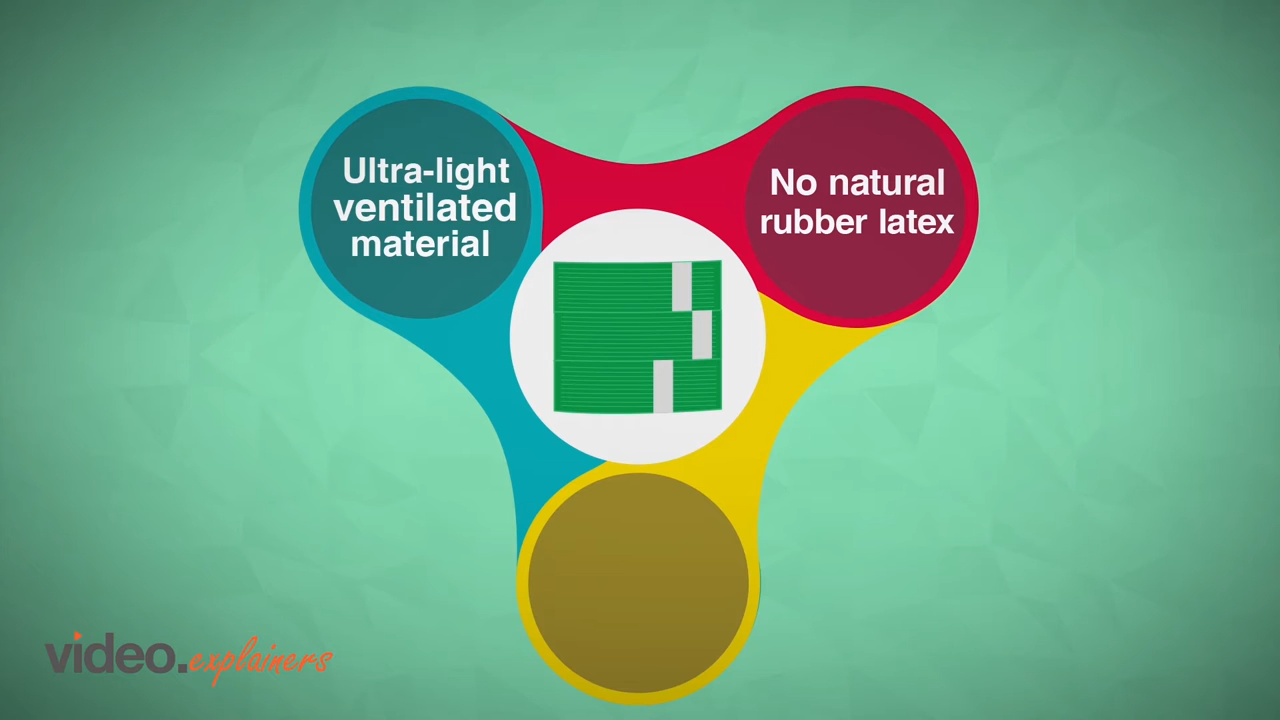 Ultra-light
ventilated
material
No natural
rubber latex
video.explainers